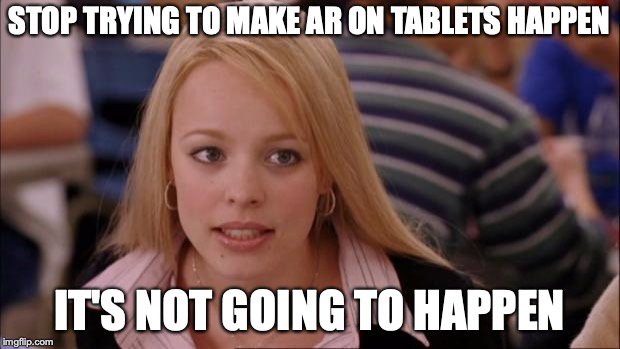 STOP TRYING TO MAKE AR ON TABLETS HAPPEN
IT'S NOT GOING TO HAPPEN
imgflip.com